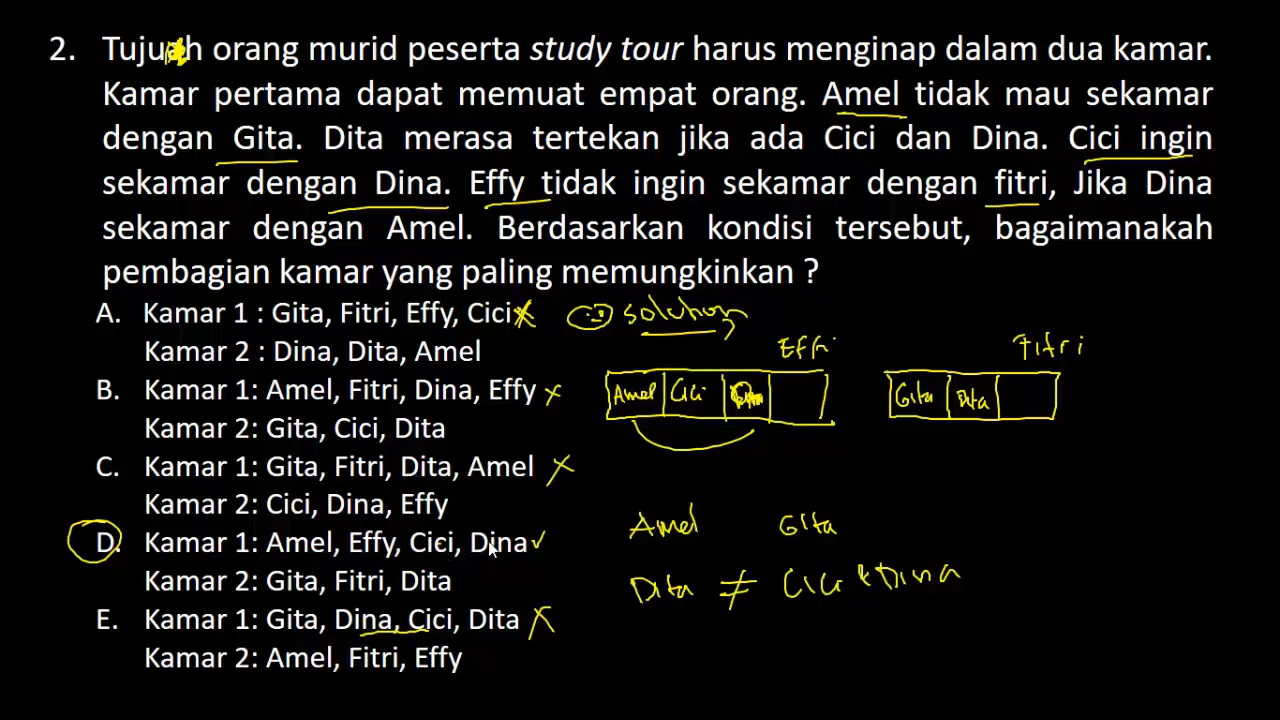 2. Tujuah orang murid peserta study tour harus menginap dalam dua kamar.
Kamar pertama dapat memuat empat orang. Amel tidak mau sekamar
dengan Gita. Dita merasa tertekan jika ada Cici dan Dina. Cici ingin
sekamar dengan Dina. Effy tidak ingin sekamar dengan fitri, Jika Dina
sekamar dengan Amel. Berdasarkan kondisi tersebut, bagaimanakah
pembagian kamar yang paling memungkinkan ?
A. Kamar 1 : Gita, Fitri, Effy, Cici
Kamar 2 : Dina, Dita, Amel
B. Kamar 1: Amel, Fitri, Dina, Effy
Kamar 2: Gita, Cici, Dita
C. Kamar 1: Gita, Fitri, Dita, Amel
Kamar 2: Cici, Dina, Effy
D. Kamar 1: Amel, Effy, Cici, Dina
Kamar 2: Gita, Fitri, Dita
E. Kamar 1: Gita, Dina, Cici, Dita
Kamar 2: Amel, Fitri, Effy
solution
Effi Fitri
Amel Cici Gita Dita
Amel Gita
Dita ≠ Cici & Dina